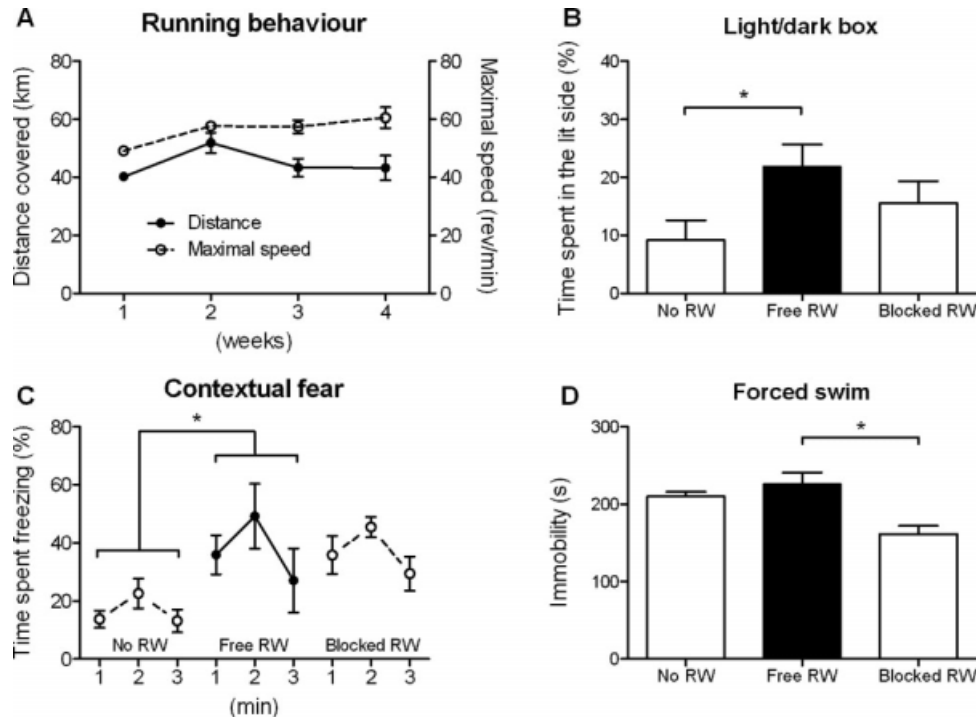 A
Running behaviour
80
60
40
20
0
Distance covered (km)
80
60
40
20
0
Maximal speed (rev/min)
Distance
Maximal speed
1 2 3 4
(weeks)
B
Light/dark box
40
30
20
10
0
Time spent in the lit side (%)
*
No RW Free RW Blocked RW
C
Contextual fear
80
60
40
20
0
Time spent freezing (%)
*
No RW Free RW Blocked RW
1 2 3 1 2 3 1 2 3
(min)
D
Forced swim
300
200
100
0
Immobility (s)
*
No RW Free RW Blocked RW